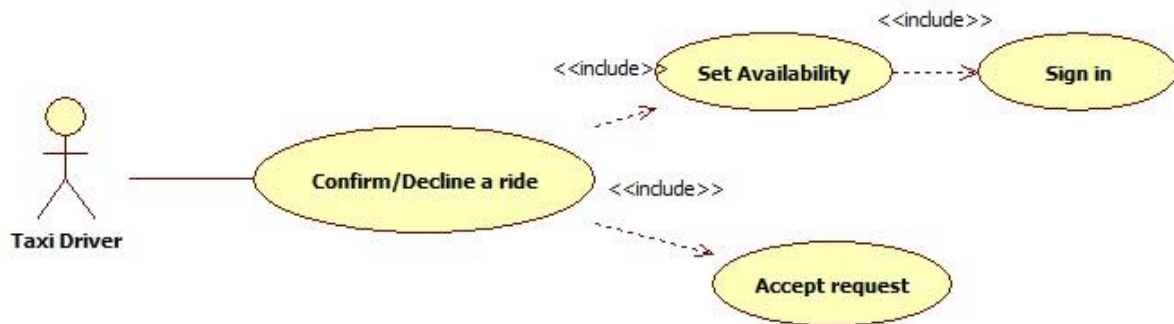 <<include>>
<<include>>
Set Availability
Sign in
Confirm/Decline a ride
<<include>>
Taxi Driver
Accept request